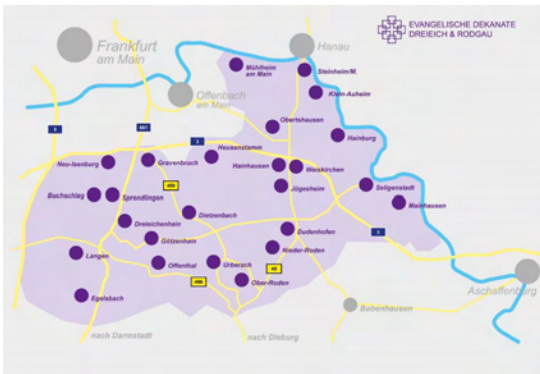 EVANGELISCHE DEKANATE
DREIEICH & RODGAU
Frankfurt
am Main
Hanau
Mühlheim
am Main
Steinheim/M.
Offenbach
am Main
Klein-Auheim
Obertshausen
5
661
3
Hainburg
Heusenstamm
Neu-Isenburg
Gravenbruch
Hainhausen
Weiskirchen
459
Jügesheim
Seligenstadt
Buchschlag
Sprendlingen
Mainhausen
Dietzenbach
Dreieichenhain
Dudenhofen
3
Götzenhain
Nieder-Roden
Langen
Offenthal
Urberach
45
Aschaffenburg
486
Ober-Roden
Egelsbach
Babenhausen
nach Darmstadt
nach Dieburg